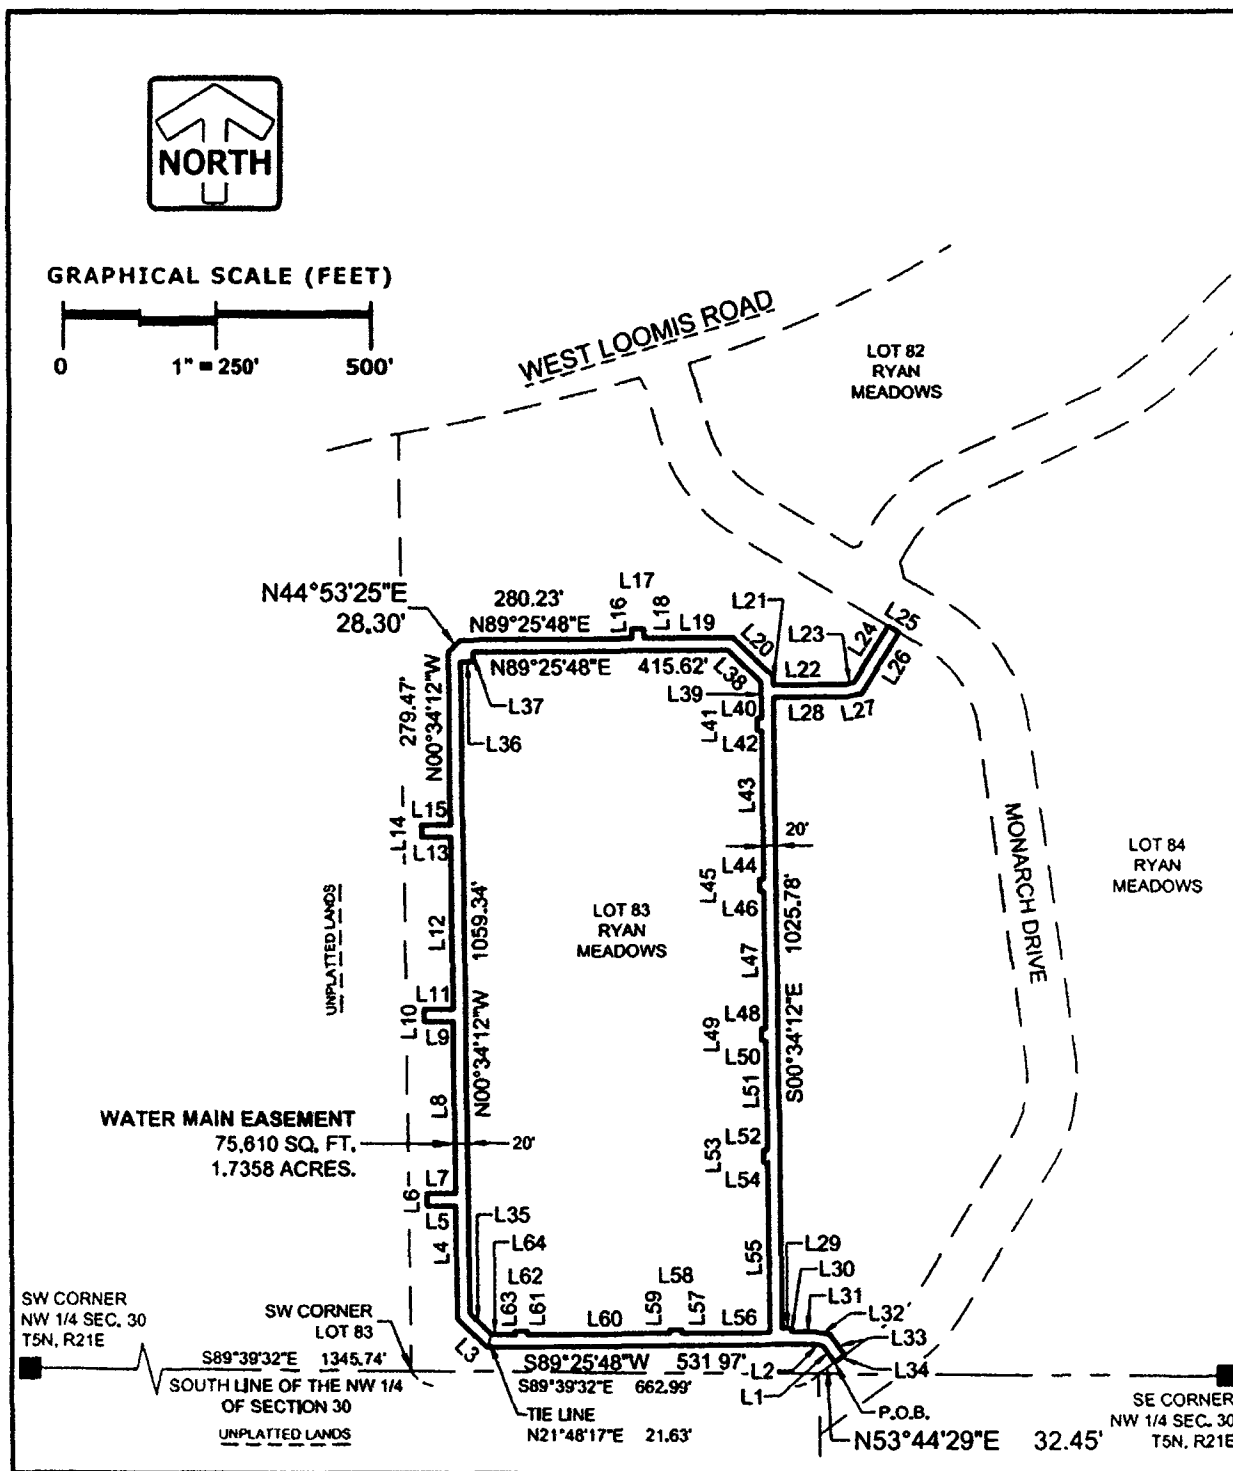 NORTH
GRAPHICAL SCALE (FEET)
0 1" = 250' 500'
WEST LOOMIS ROAD
LOT 82
RYAN
MEADOWS
N44°53'25"E
28.30'
280.23'
N89°25'48"E
L16
L17
L18
L19
L20
L21
L22
L23
L24
L25
L26
L27
L28
N89°25'48"E 415.62'
L37
L36
L38
L39
L40
L41
L42
L43
279.47'
N00°34'12"W
L15
L14
L13
L12
1059.34'
N00°34'12"W
L11
L10
L9
L8
UNPLATTED LANDS
LOT 83
RYAN
MEADOWS
20'
L44
L45
L46
L47
1025.78'
S00°34'12"E
L48
L49
L50
L51
L52
L53
L54
L55
MONARCH DRIVE
LOT 84
RYAN
MEADOWS
WATER MAIN EASEMENT
75,610 SQ. FT.
1.7358 ACRES.
20'
L7
L6
L5
L4
L35
L64
L62
L63
L61
L60
L58
L59
L57
L56
L29
L30
L31
L32
L33
L34
L3
L2
L1
SW CORNER
NW 1/4 SEC. 30
T5N, R21E
SW CORNER
LOT 83
S89°39'32"E 1345.74'
SOUTH LINE OF THE NW 1/4
OF SECTION 30
UNPLATTED LANDS
S89°25'48"W 531.97'
S89°39'32"E 662.99'
TIE LINE
N21°48'17"E 21.63'
P.O.B.
N53°44'29"E 32.45'
SE CORNER
NW 1/4 SEC. 30
T5N, R21E